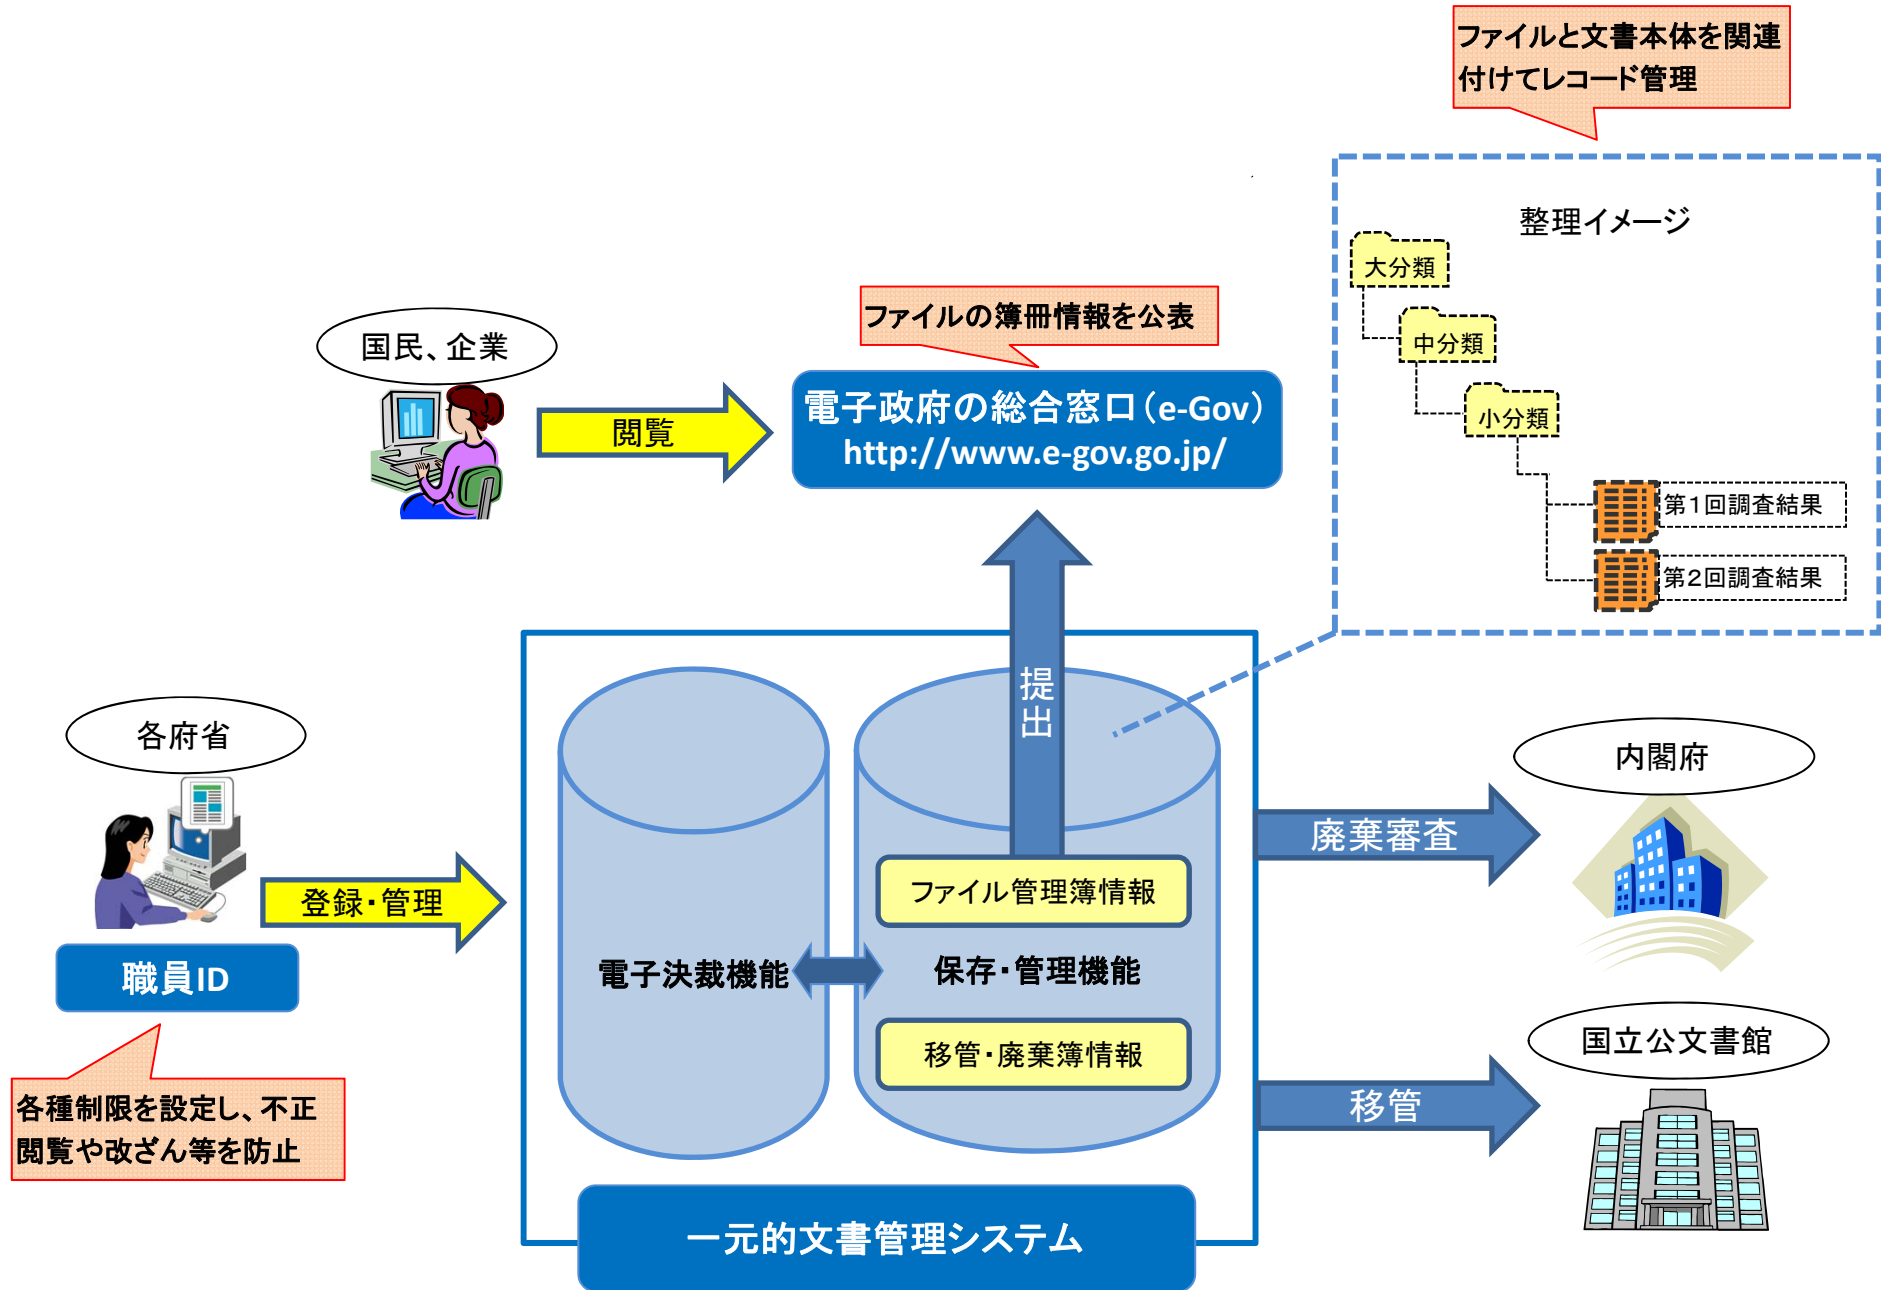 ファイルと文書本体を関連
付けてレコード管理
整理イメージ
大分類
中分類
小分類
第1回調査結果
第2回調査結果
国民、企業
閲覧
ファイルの簿冊情報を公表
電子政府の総合窓口（e-Gov）
http://www.e-gov.go.jp/
提出
各府省
登録・管理
職員ID
各種制限を設定し、不正
閲覧や改ざん等を防止
電子決裁機能
ファイル管理簿情報
保存・管理機能
移管・廃棄簿情報
一元的文書管理システム
廃棄審査
内閣府
移管
国立公文書館